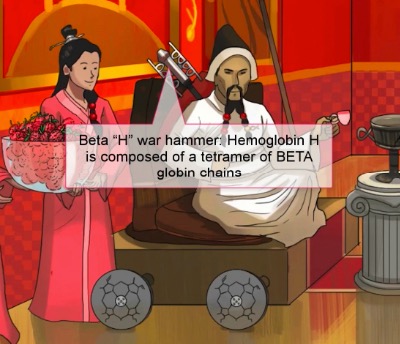 Beta “H” war hammer: Hemoglobin H
is composed of a tetramer of BETA
globin chains